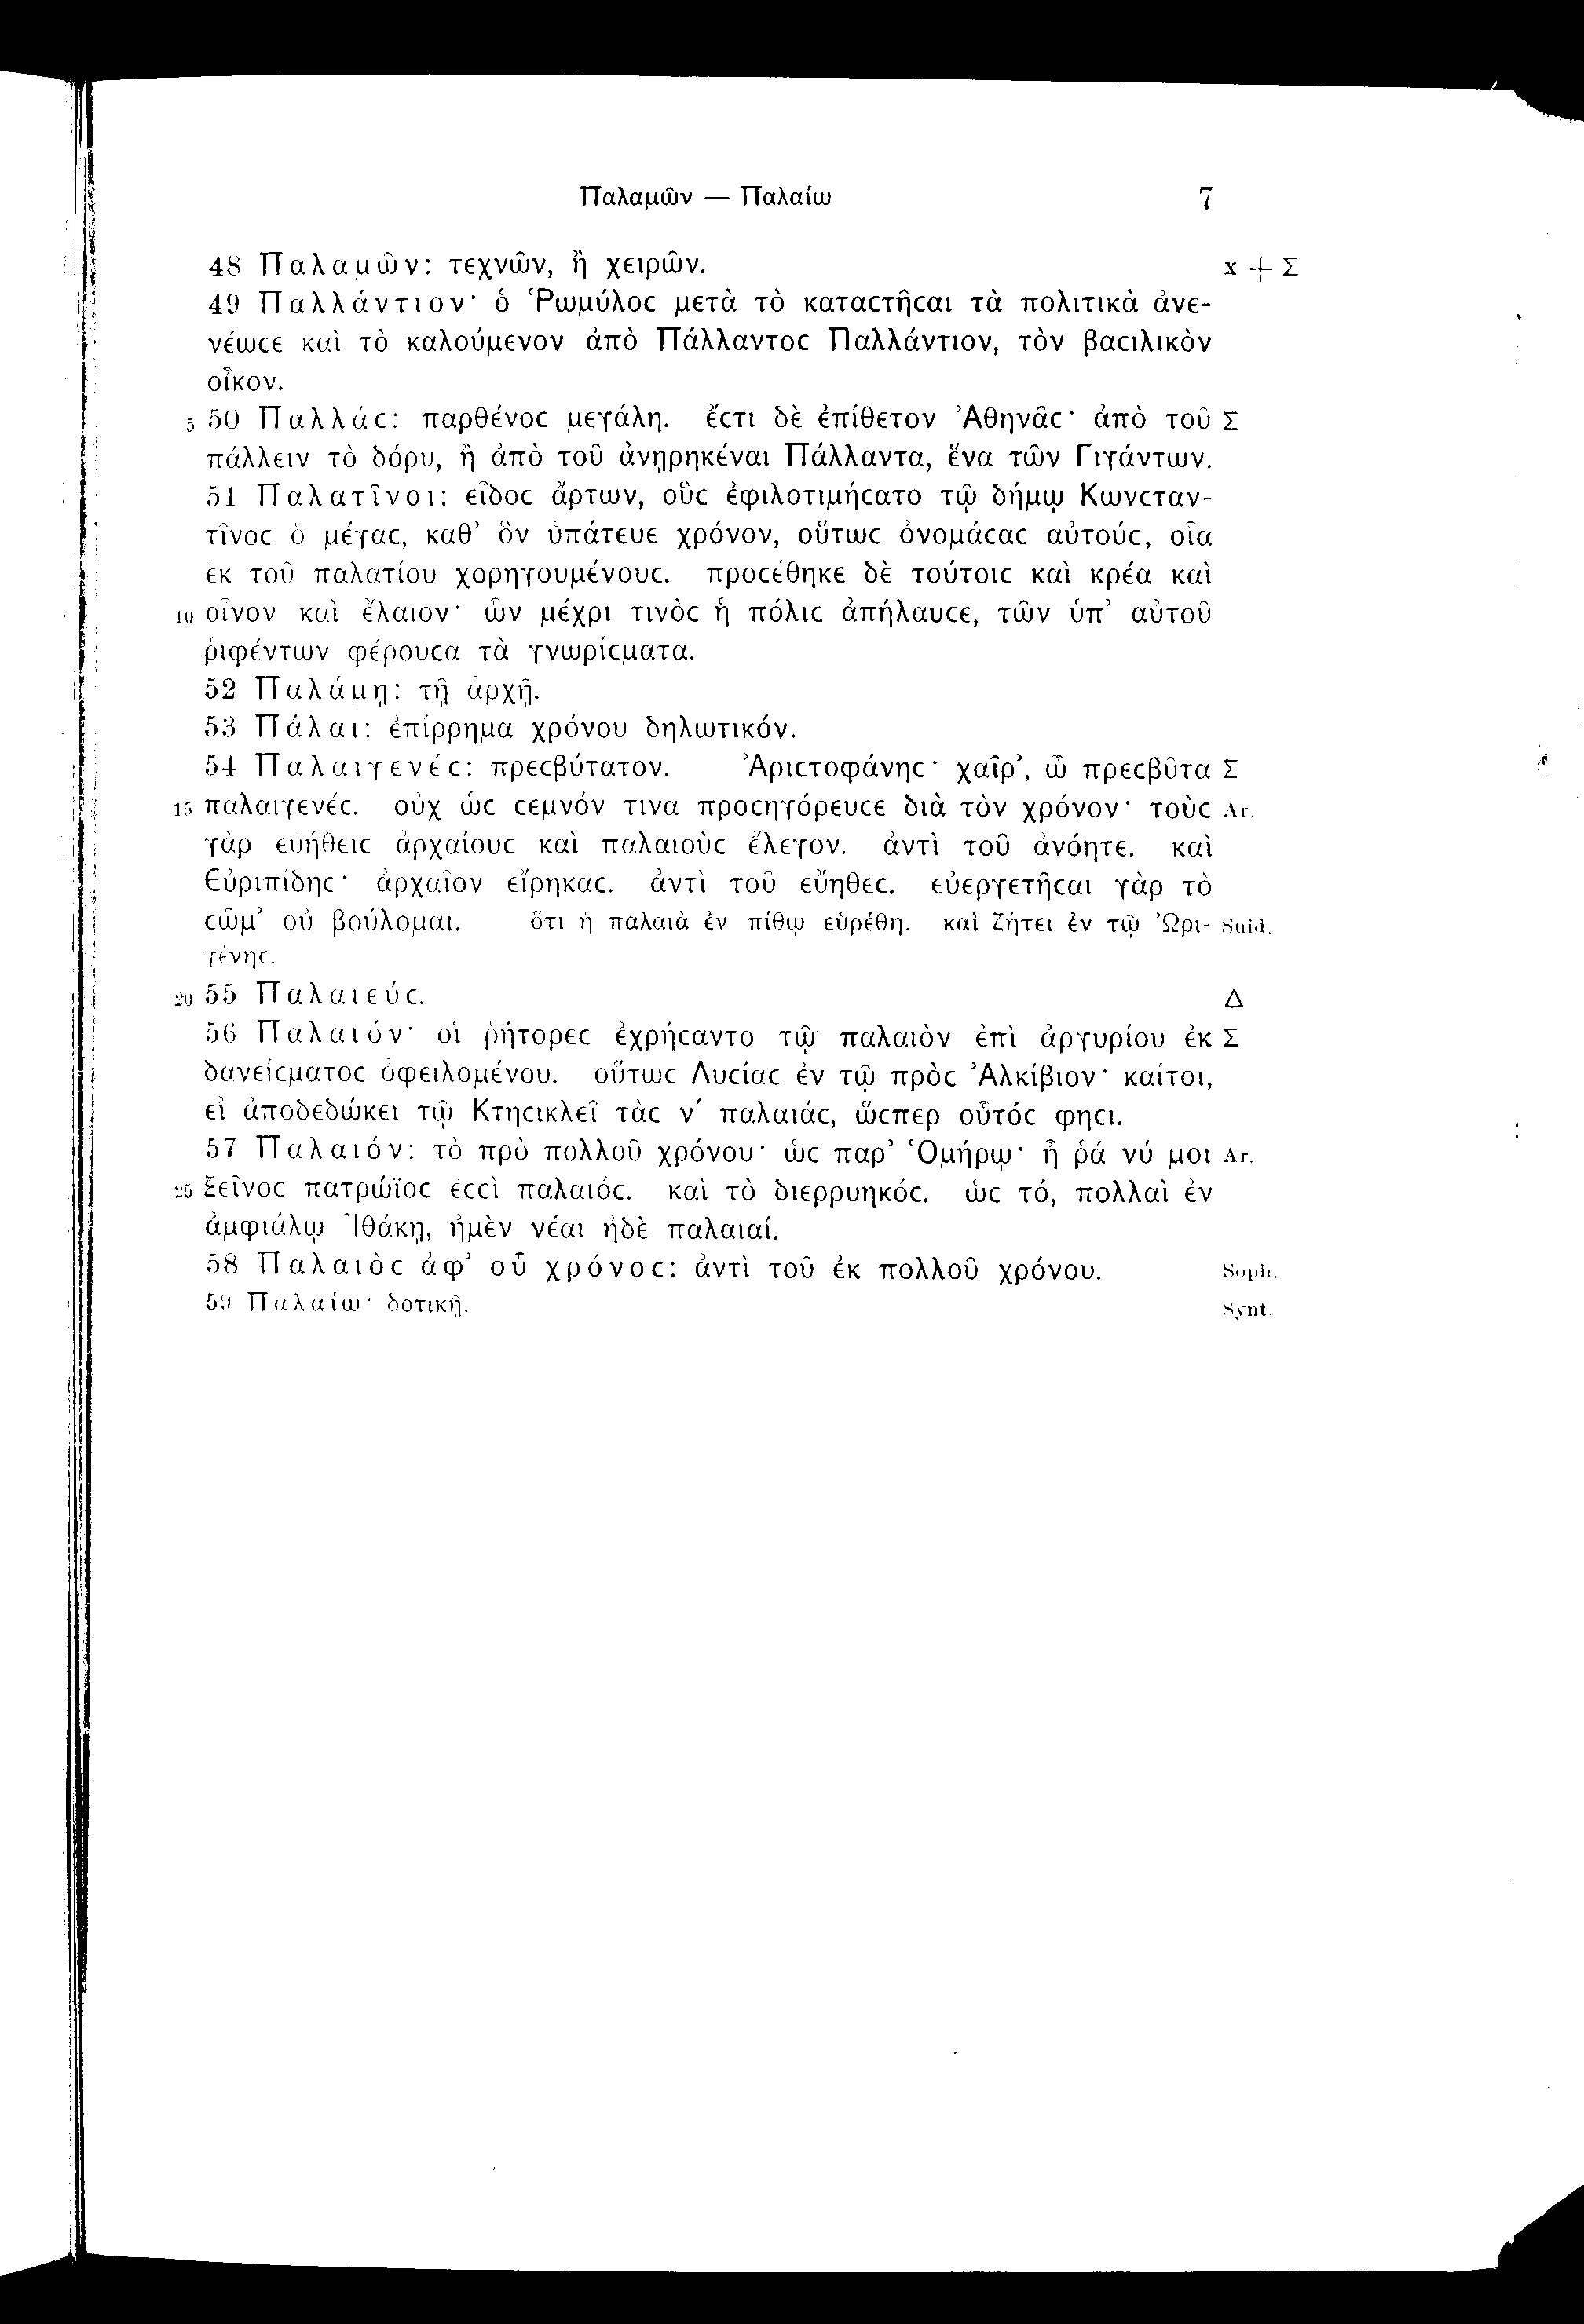 Παλαμῶν — Παλαίω 7
48 Παλαμῶν: τεχνῶν, ἢ χειρῶν. x + Σ
49 Παλλάντιον· ὁ Ῥωμύλοϲ μετὰ τὸ καταϲτῆϲαι τὰ πολιτικὰ ἀνε-
νέωϲε καὶ τὸ καλούμενον ἀπὸ Πάλλαντοϲ Παλλάντιον, τὸν βαϲιλικὸν
οἶκον.
5 50 Παλλάϲ: παρθένοϲ μεγάλη. ἔϲτι δὲ ἐπίθετον Ἀθηνᾶϲ· ἀπὸ τοῦ Σ
πάλλειν τὸ δόρυ, ἢ ἀπὸ τοῦ ἀνῃρηκέναι Πάλλαντα, ἕνα τῶν Γιγάντων.
51 Παλατῖνοι: εἶδοϲ ἄρτων, οὓϲ ἐφιλοτιμήϲατο τῷ δήμῳ Κωνϲταν-
τῖνοϲ ὁ μέγαϲ, καθ’ ὃν ὑπάτευε χρόνον, οὕτωϲ ὀνομάϲαϲ αὐτούϲ, οἷα
ἐκ τοῦ παλατίου χορηγουμένουϲ. προϲέθηκε δὲ τούτοιϲ καὶ κρέα καὶ
10 οἶνον καὶ ἔλαιον· ὧν μέχρι τινὸϲ ἡ πόλιϲ ἀπήλαυϲε, τῶν ὑπ’ αὐτοῦ
ῥιφέντων φέρουϲα τὰ γνωρίϲματα.
52 Παλάμῃ: τῇ ἀρχῇ.
53 Πάλαι: ἐπίρρημα χρόνου δηλωτικόν.
54 Παλαιγενέϲ: πρεϲβύτατον. Ἀριϲτοφάνηϲ· χαῖρ’, ὦ πρεϲβῦτα Σ
15 παλαιγενέϲ. οὐχ ὡϲ ϲεμνόν τινα προϲηγόρευϲε διὰ τὸν χρόνον· τοὺϲ Ar.
γὰρ εὐήθειϲ ἀρχαίουϲ καὶ παλαιοὺϲ ἔλεγον. ἀντὶ τοῦ ἀνόητε. καὶ
Εὐριπίδηϲ· ἀρχαῖον εἴρηκαϲ. ἀντὶ τοῦ εὔηθεϲ. εὐεργετῆϲαι γὰρ τὸ
ϲῶμ’ οὐ βούλομαι. ὅτι ἡ παλαιὰ ἐν πίθῳ εὑρέθη. καὶ ζήτει ἐν τῷ Ὠρι- Suid.
γένηϲ.
20 55 Παλαιεύϲ. Δ
56 Παλαιόν· οἱ ῥήτορεϲ ἐχρήϲαντο τῷ παλαιὸν ἐπὶ ἀργυρίου ἐκ Σ
δανείϲματοϲ ὀφειλομένου. οὕτωϲ Λυϲίαϲ ἐν τῷ πρὸϲ Ἀλκίβιον· καίτοι,
εἰ ἀποδεδώκει τῷ Κτηϲικλεῖ τὰϲ ν′ παλαιάϲ, ὥϲπερ οὗτόϲ φηϲι.
57 Παλαιόν: τὸ πρὸ πολλοῦ χρόνου· ὡϲ παρ’ Ὁμήρῳ· ἦ ῥά νύ μοι Ar.
25 ξεῖνοϲ πατρώϊοϲ ἐϲϲὶ παλαιόϲ. καὶ τὸ διερρυηκόϲ. ὡϲ τό, πολλαὶ ἐν
ἀμφιάλῳ Ἰθάκῃ, ἠμὲν νέαι ἠδὲ παλαιαί.
58 Παλαιὸϲ ἀφ’ οὗ χρόνοϲ: ἀντὶ τοῦ ἐκ πολλοῦ χρόνου. Soph.
59 Παλαίω· δοτικῇ. Synt.